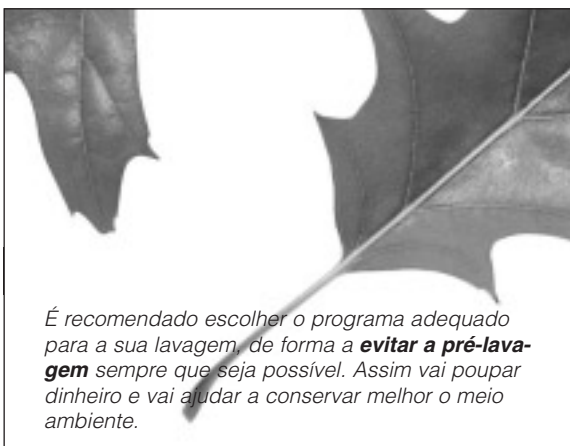 É recomendado escolher o programa adequado
para a sua lavagem, de forma a evitar a pré-lava-
gem sempre que seja possível. Assim vai poupar
dinheiro e vai ajudar a conservar melhor o meio
ambiente.